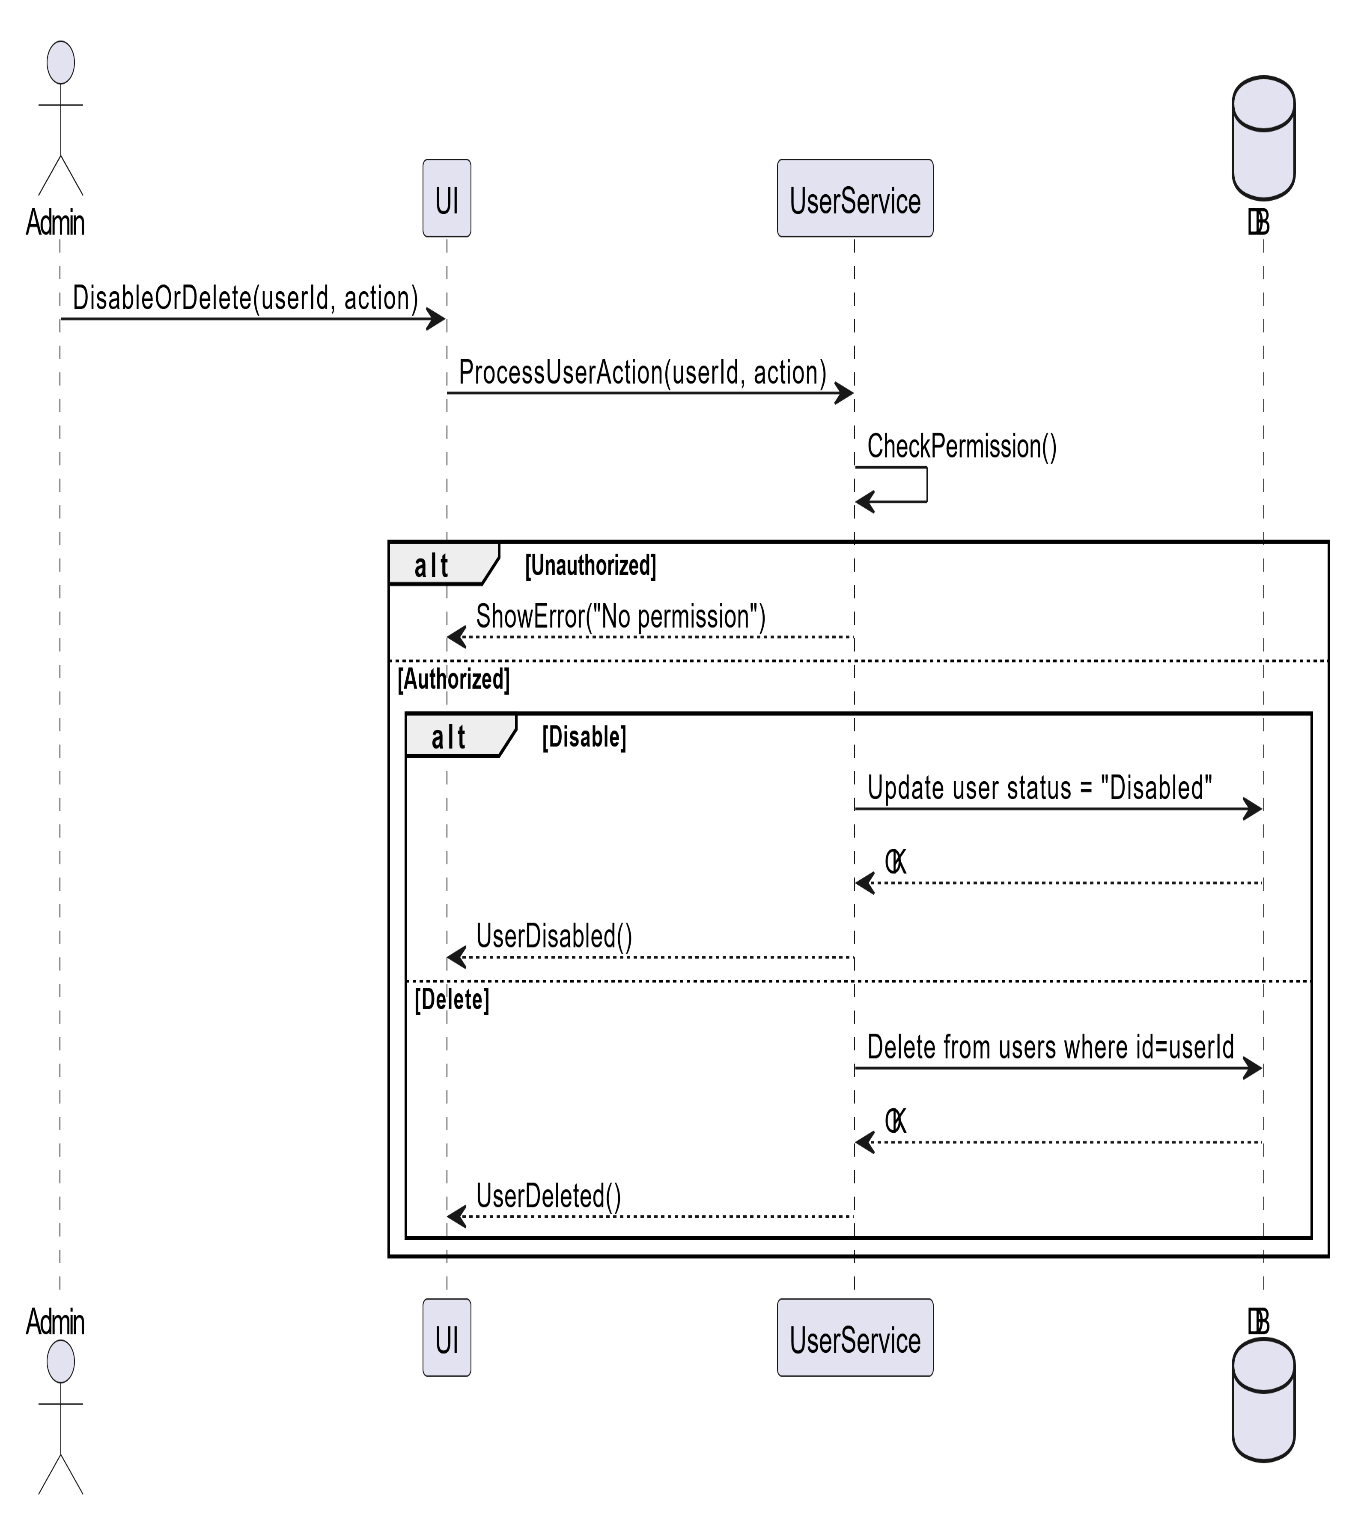 Admin
UI
UserService
DB
DisableOrDelete(userId, action)
ProcessUserAction(userId, action)
CheckPermission()
alt [Unauthorized]
ShowError("No permission")
[Authorized]
alt [Disable]
Update user status = "Disabled"
OK
UserDisabled()
[Delete]
Delete from users where id=userId
OK
UserDeleted()
Admin
UI
UserService
DB